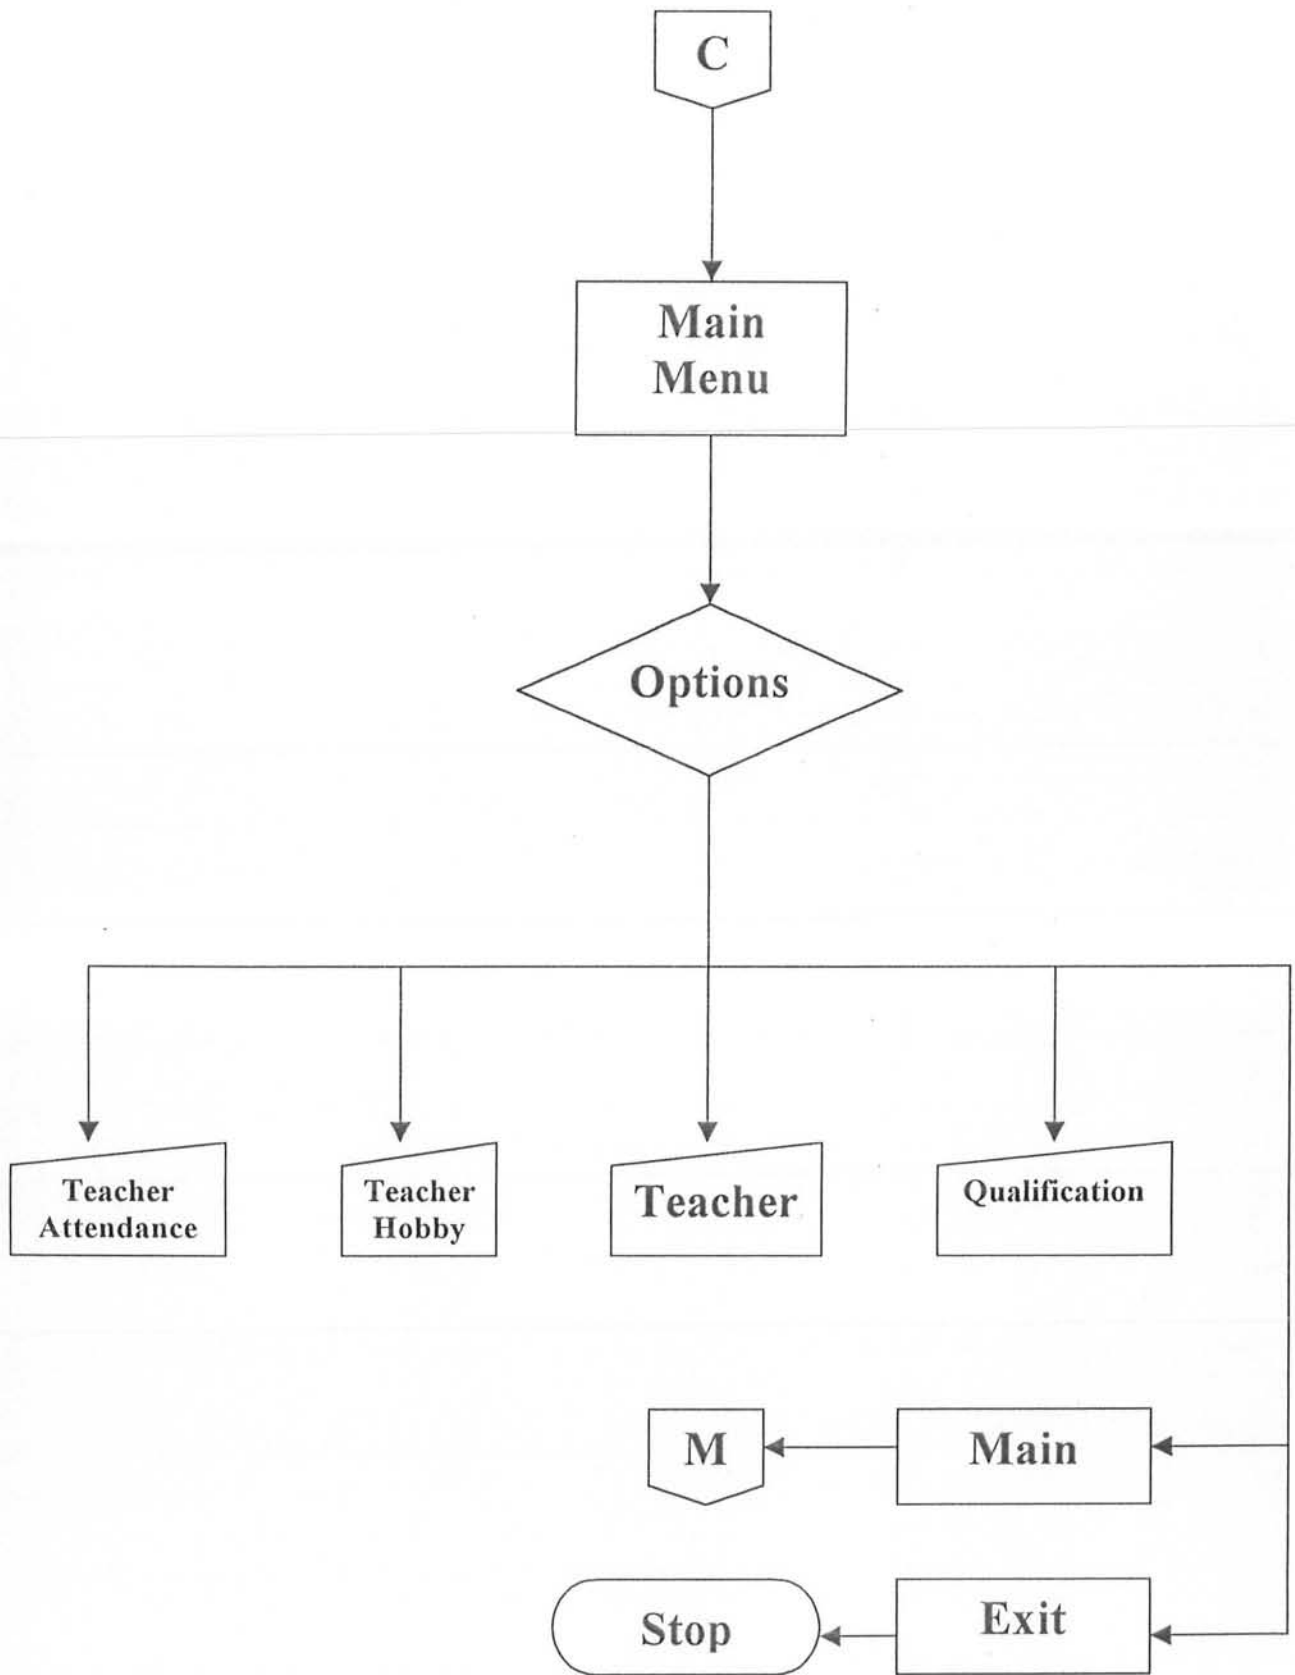 C
Main
Menu
Options
Teacher
Attendance
Teacher
Hobby
Teacher
Qualification
M
Main
Stop
Exit